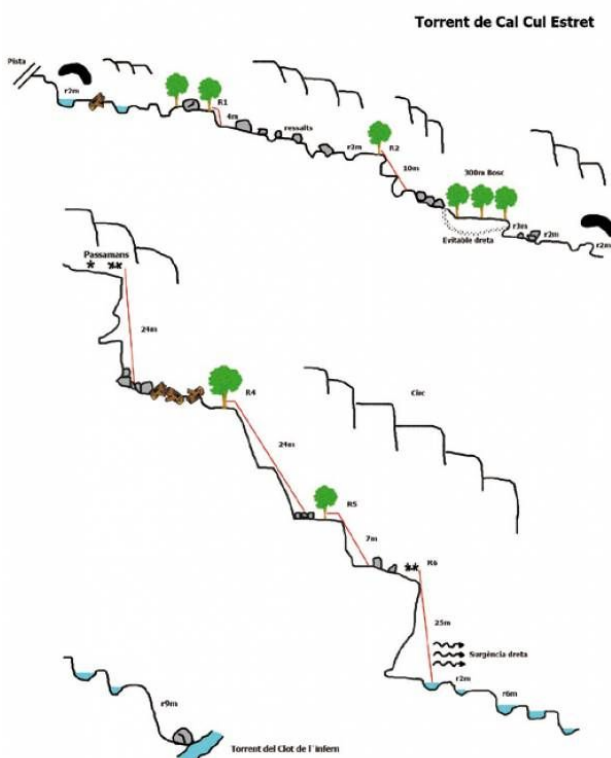 Torrent de Cal Cul Estret
Pista
r2m
R1
4m
ressalts
r3m
R2
10m
300m Bosc
Evitable dreta
r3m
r2m
r2m
Passamans
* **
24m
R4
24m
Cinc
R5
7m
** R6
25m
Surgència dreta
r2m
r6m
r9m
Torrent del Clot de l´infern